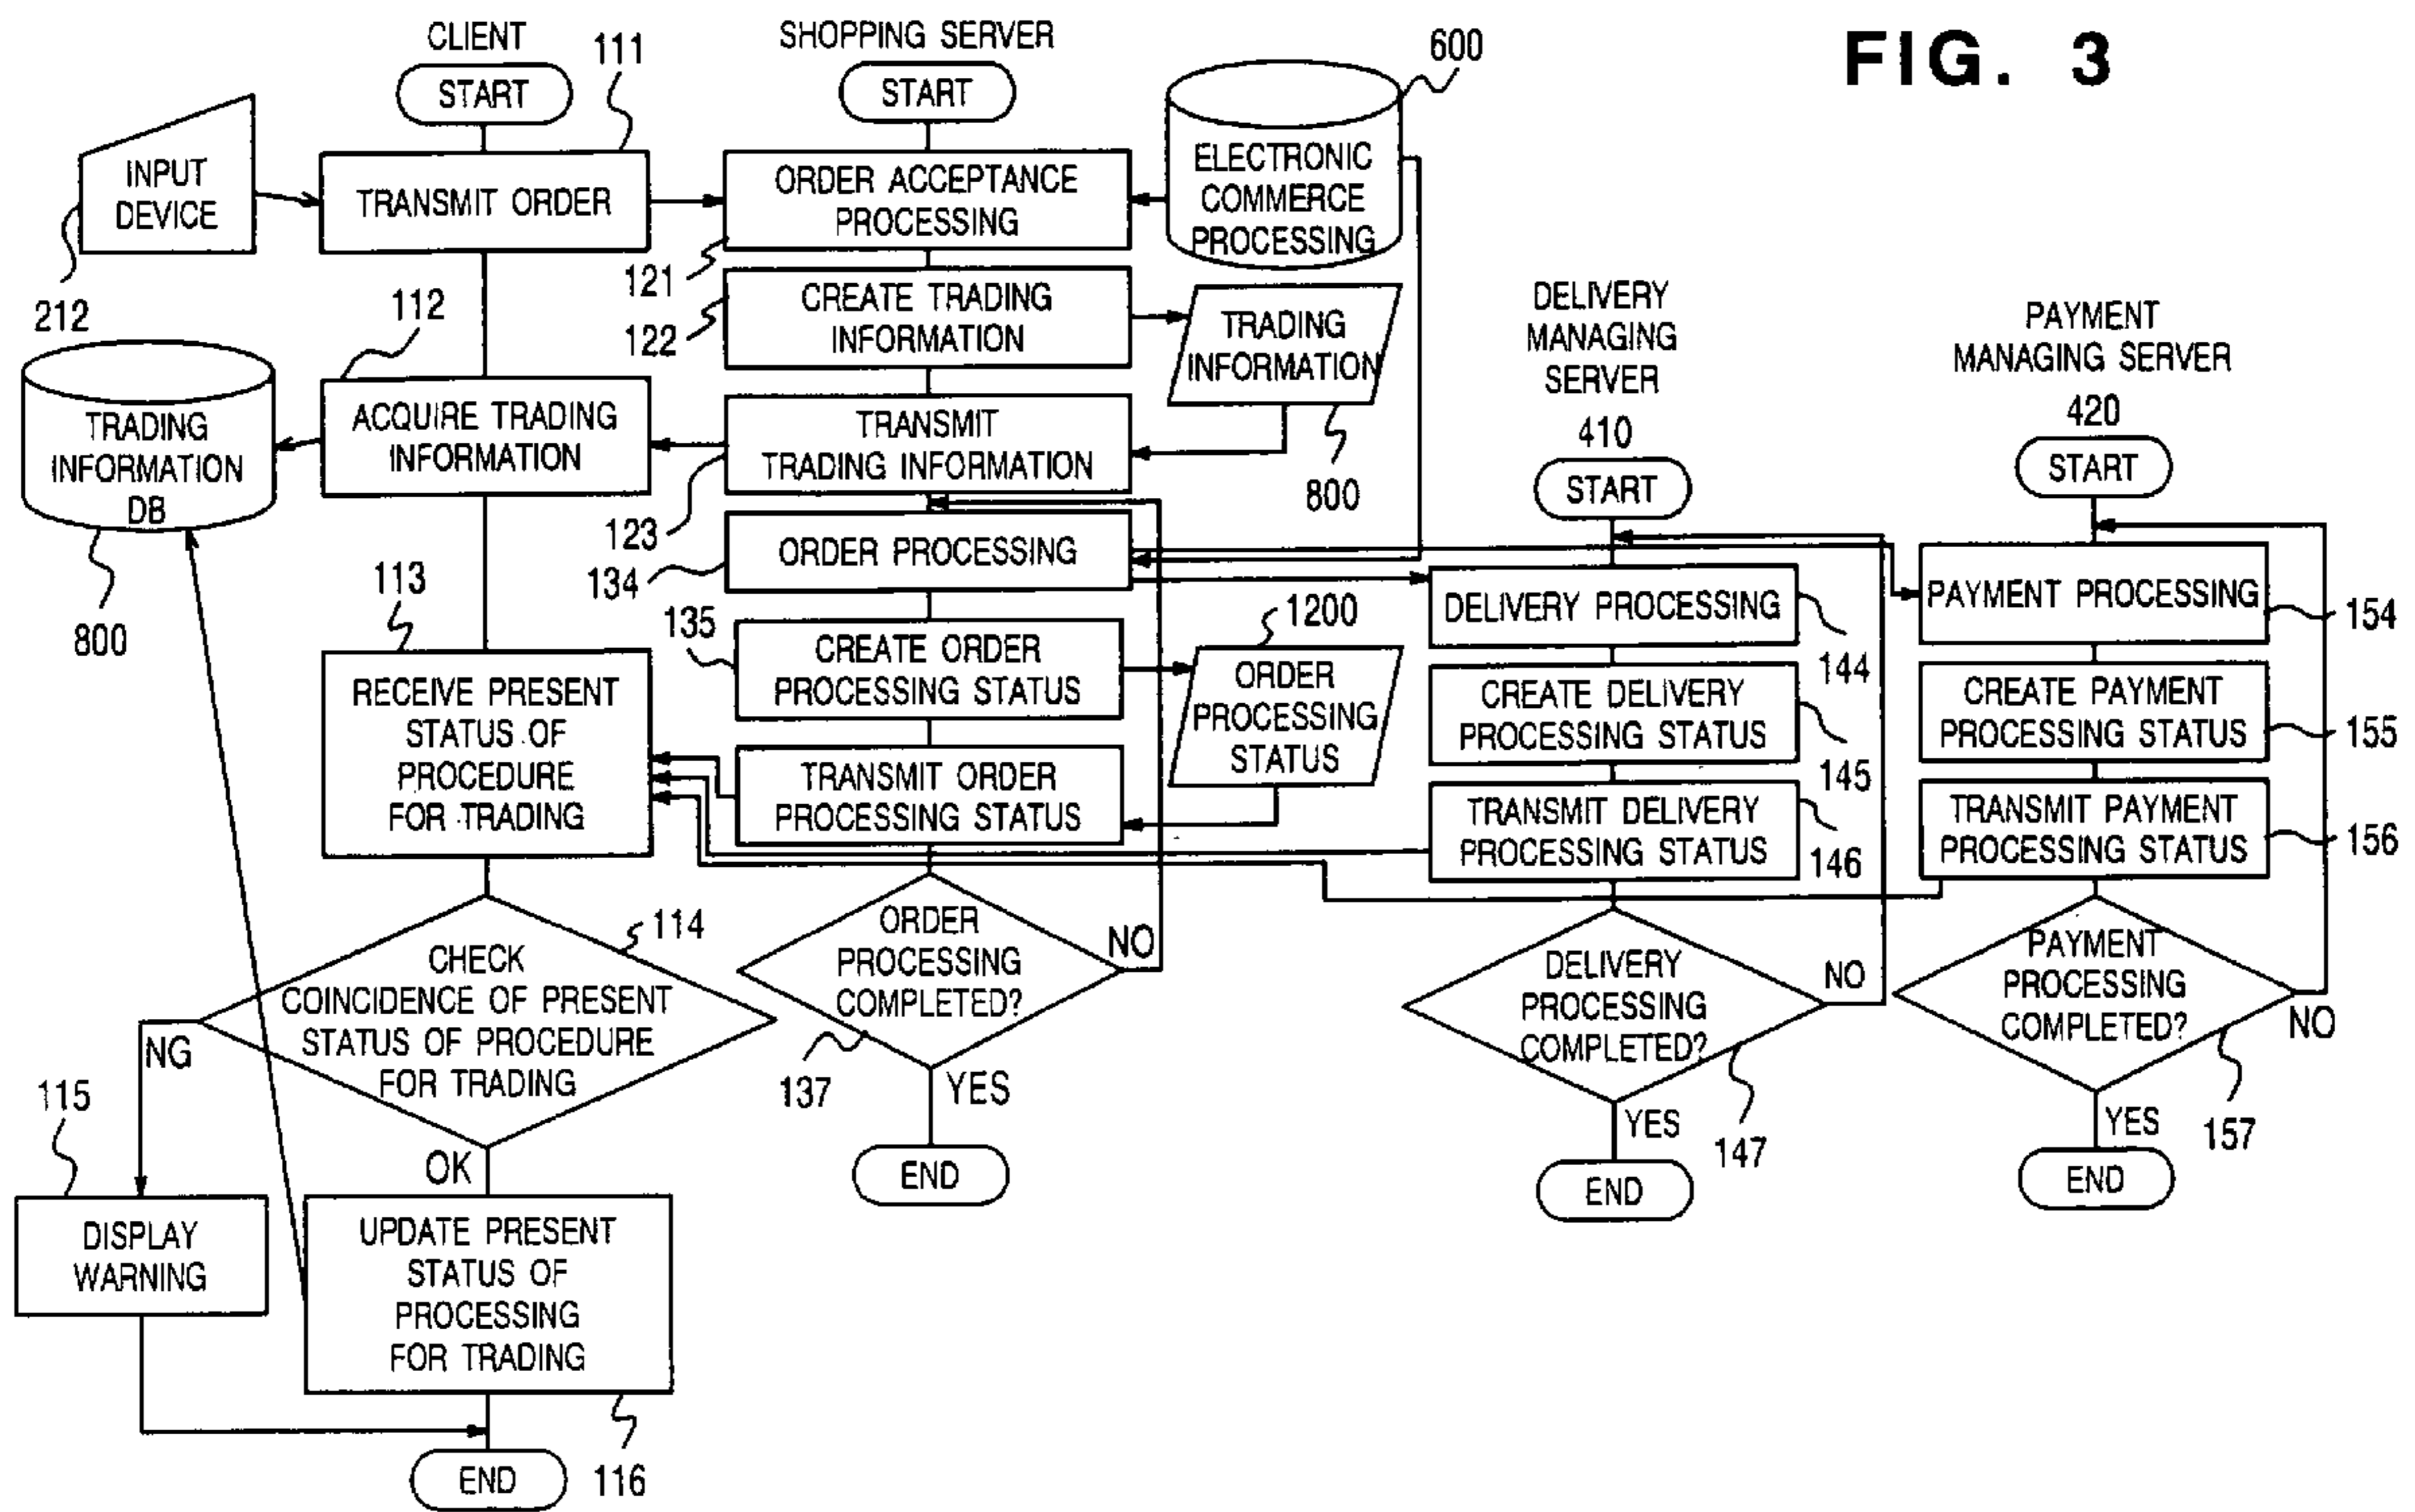 FIG. 3
CLIENT
START
111
INPUT
DEVICE
212
TRANSMIT ORDER
112
ACQUIRE TRADING
INFORMATION
TRADING
INFORMATION
DB
800
113
RECEIVE PRESENT
STATUS OF
PROCEDURE
FOR TRADING
114
CHECK
COINCIDENCE OF PRESENT
STATUS OF PROCEDURE
FOR TRADING
NG
OK
115
DISPLAY
WARNING
UPDATE PRESENT
STATUS OF
PROCESSING
FOR TRADING
116
END
SHOPPING SERVER
START
600
ELECTRONIC
COMMERCE
PROCESSING
ORDER ACCEPTANCE
PROCESSING
121
CREATE TRADING
INFORMATION
122
TRADING
INFORMATION
800
TRANSMIT
TRADING INFORMATION
123
ORDER PROCESSING
134
135
CREATE ORDER
PROCESSING STATUS
1200
ORDER
PROCESSING
STATUS
TRANSMIT ORDER
PROCESSING STATUS
ORDER
PROCESSING
COMPLETED?
NO
137
YES
END
DELIVERY
MANAGING
SERVER
410
START
DELIVERY PROCESSING
144
CREATE DELIVERY
PROCESSING STATUS
145
TRANSMIT DELIVERY
PROCESSING STATUS
146
DELIVERY
PROCESSING
COMPLETED?
NO
147
YES
END
PAYMENT
MANAGING SERVER
420
START
PAYMENT PROCESSING
154
CREATE PAYMENT
PROCESSING STATUS
155
TRANSMIT PAYMENT
PROCESSING STATUS
156
PAYMENT
PROCESSING
COMPLETED?
NO
157
YES
END